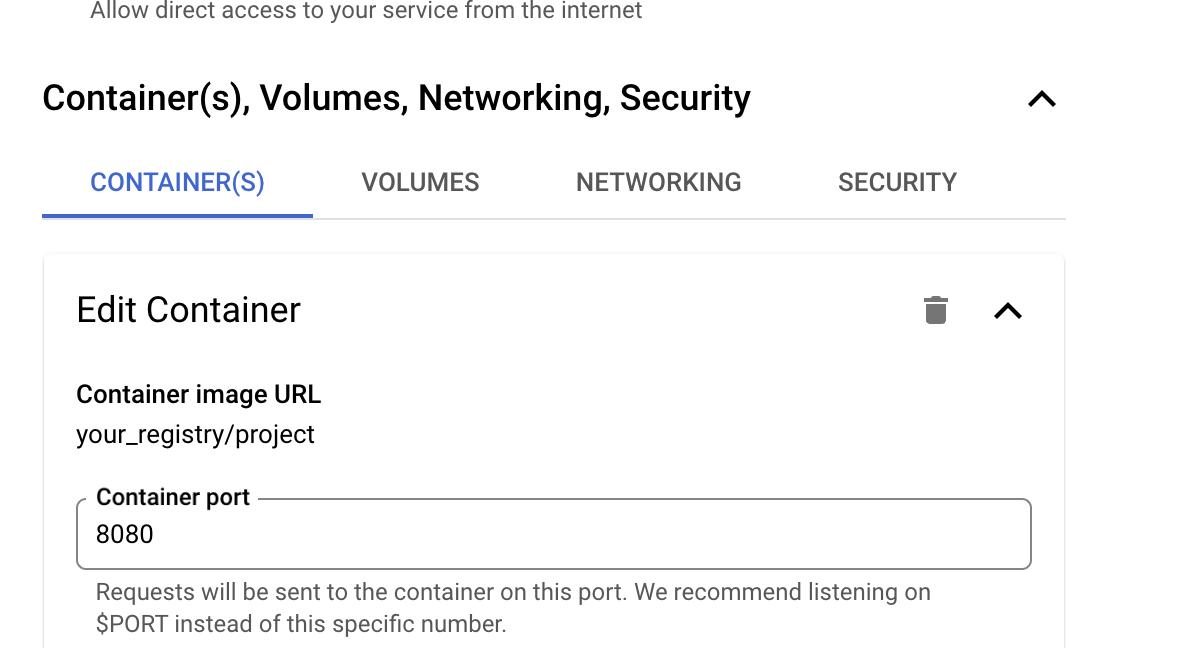 Allow direct access to your service from the internet
Container(s), Volumes, Networking, Security
CONTAINER(S) VOLUMES NETWORKING SECURITY
Edit Container
Container image URL
your_registry/project
Container port
8080
Requests will be sent to the container on this port. We recommend listening on
$PORT instead of this specific number.